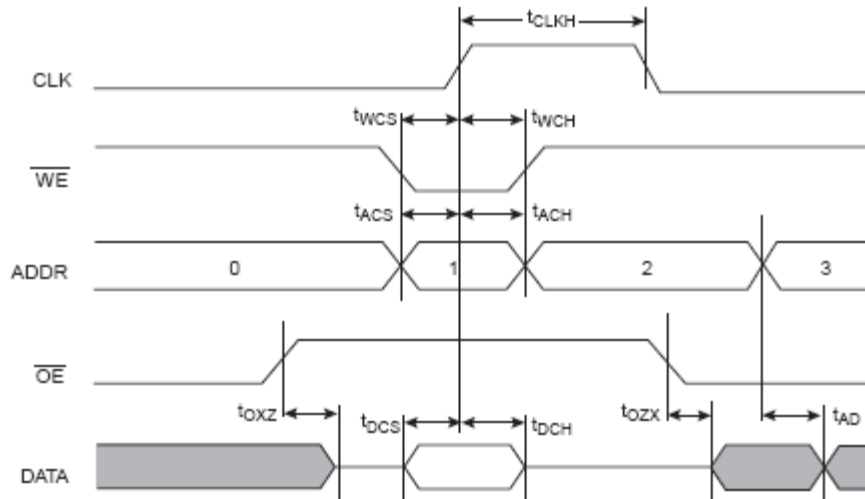 tCLKH
CLK
tWCS tWCH
WE
tACS tACH
ADDR 0 1 2 3
OE
tOXZ tDCS tDCH tOZX tAD
DATA